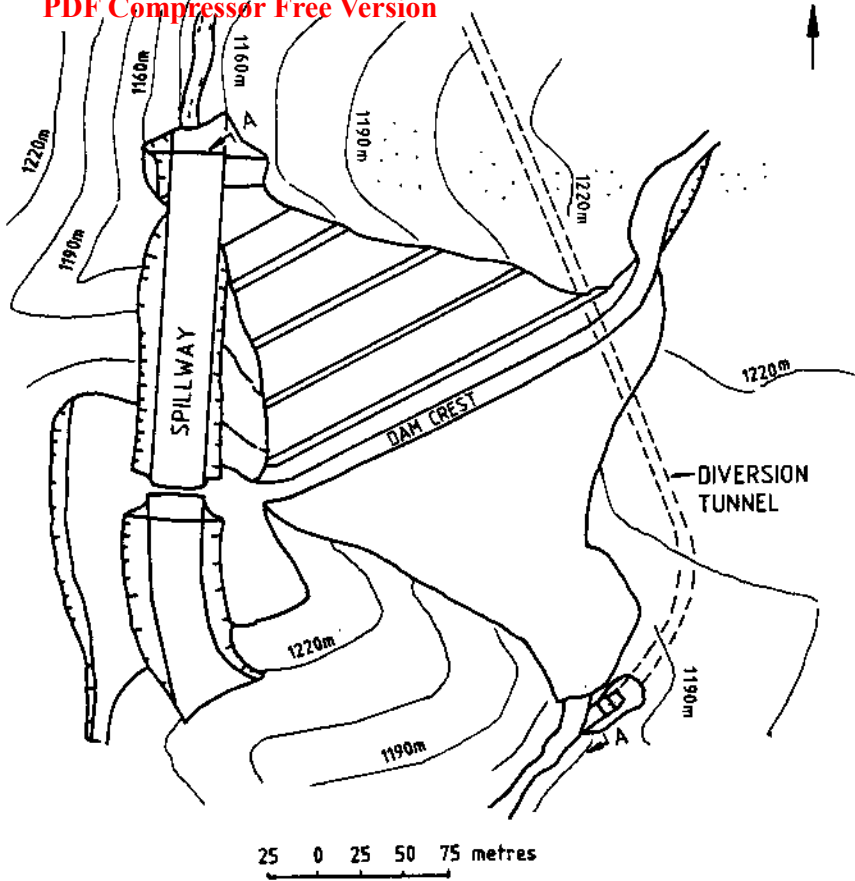 PDF Compressor Free Version
1160m
1160m
A
1190m
1220m
1220m
1190m
SPILLWAY
1220m
DAM CREST
DIVERSION
TUNNEL
1220m
1190m
1190m
A
25 0 25 50 75 metres